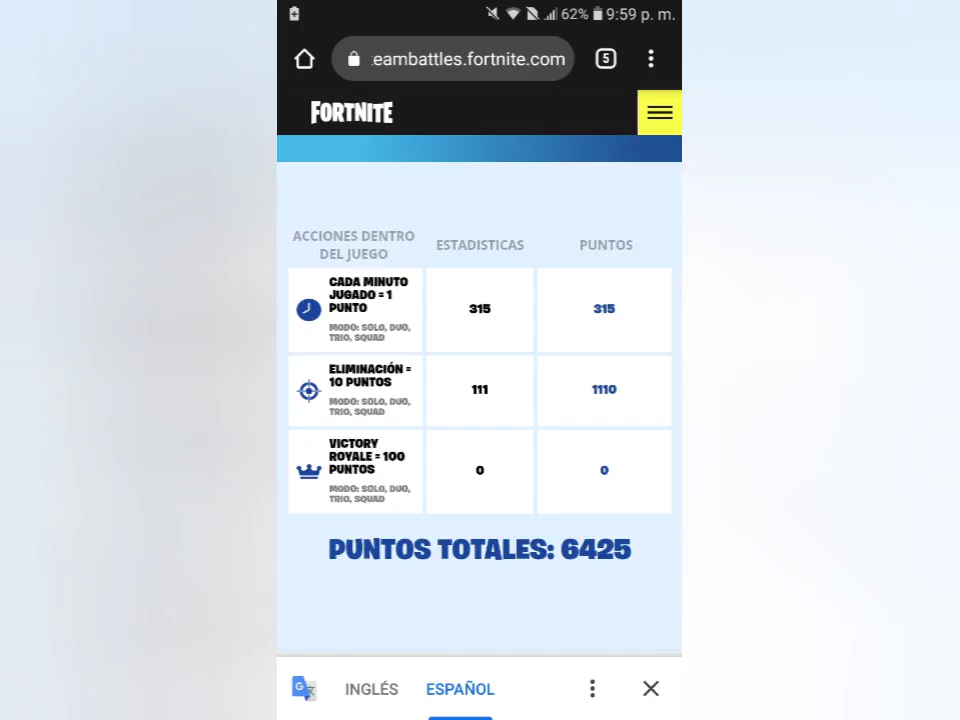 62% 9:59 p. m.
:eambattles.fortnite.com 5
FORTNITE
ACCIONES DENTRO
DEL JUEGO
ESTADISTICAS
PUNTOS
CADA MINUTO
JUGADO = 1
PUNTO
MODO: SOLO, DUO,
TRIO, SQUAD
315
315
ELIMINACIÓN =
10 PUNTOS
MODO: SOLO, DUO,
TRIO, SQUAD
111
1110
VICTORY
ROYALE = 100
PUNTOS
MODO: SOLO, DUO,
TRIO, SQUAD
0
0
PUNTOS TOTALES: 6425
G INGLÉS ESPAÑOL